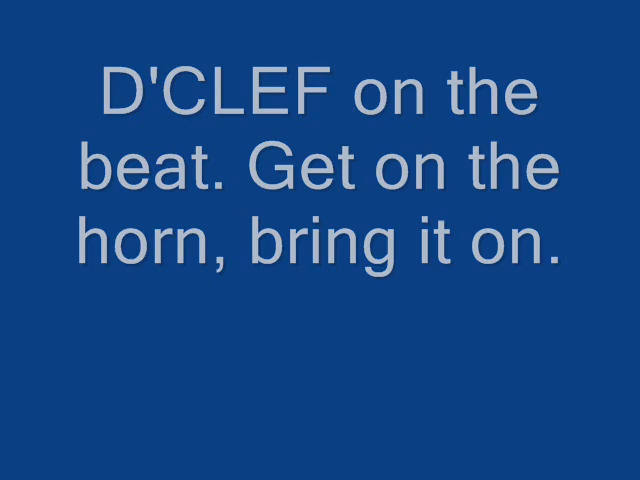 D'CLEF on the
beat. Get on the
horn, bring it on.